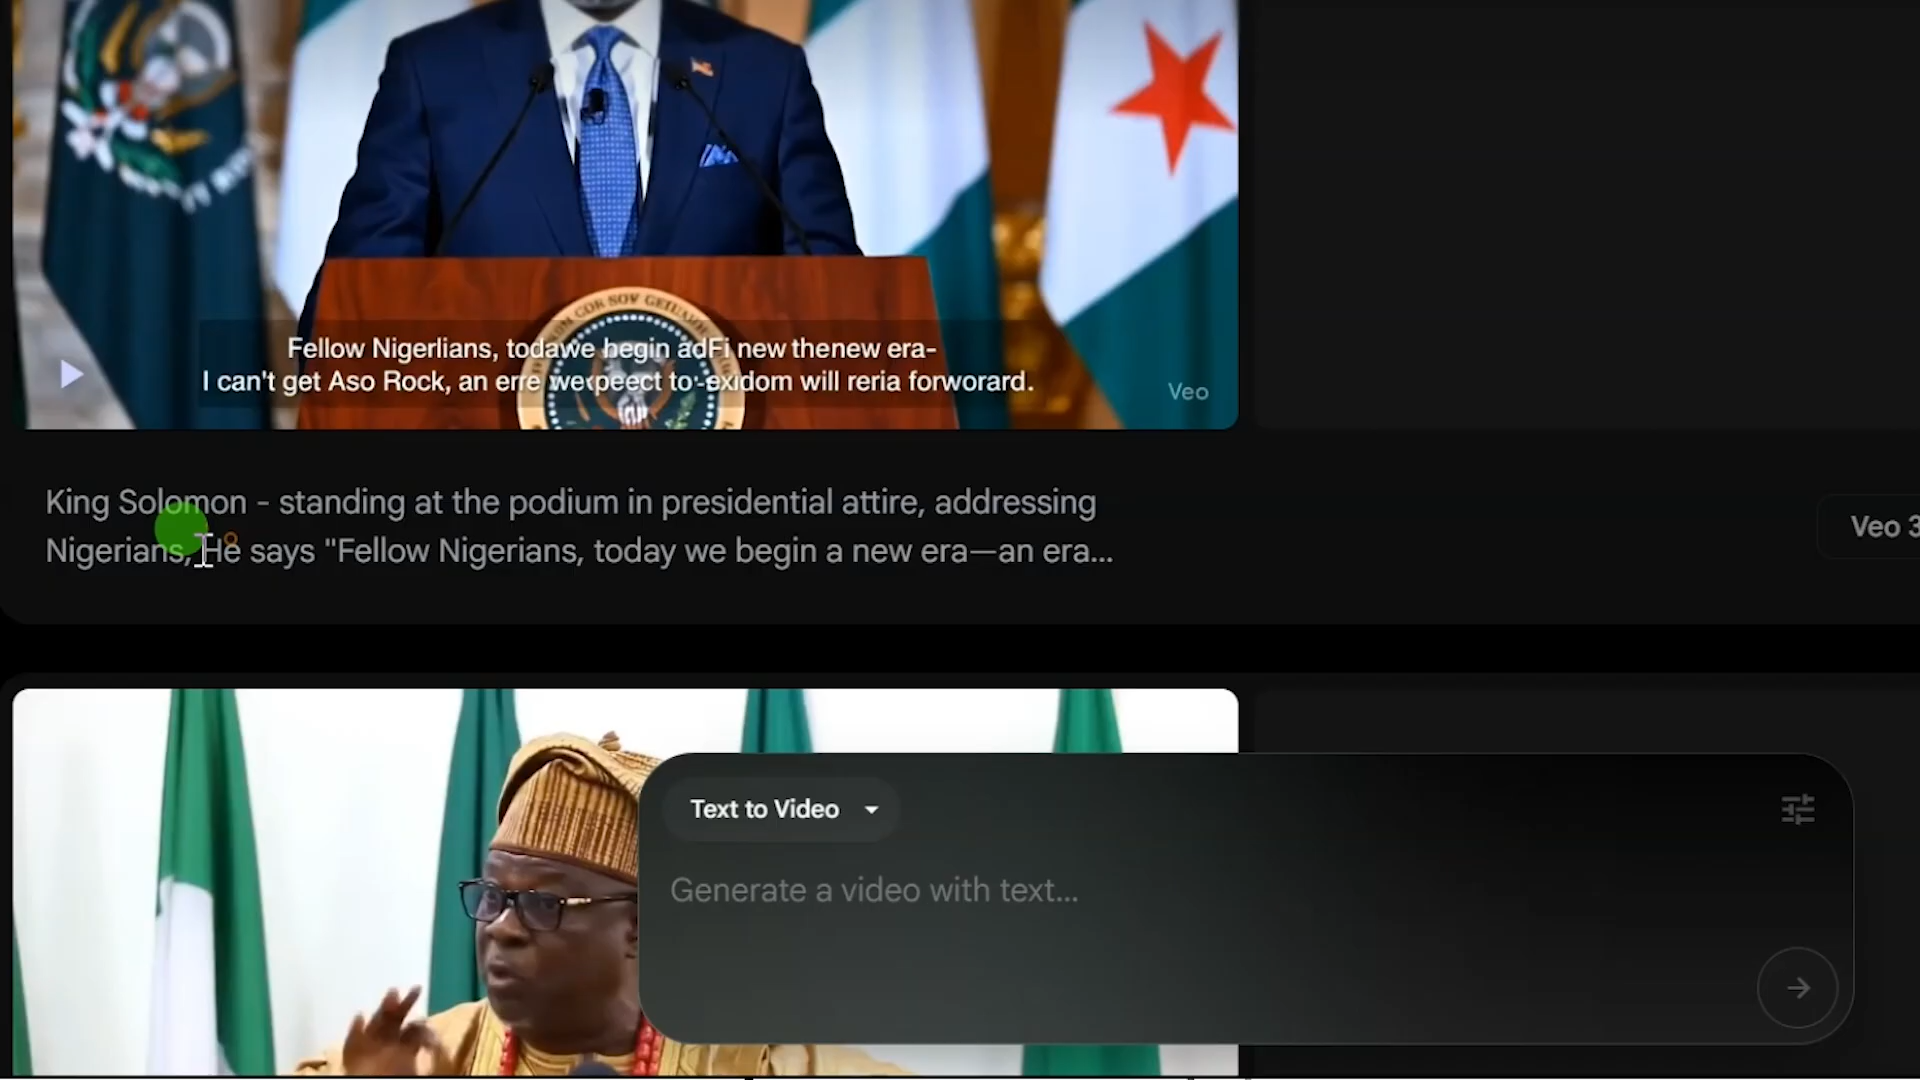 Fellow Nigerlians, todawe begin adFi new thenew era-
I can't get Aso Rock, an erre we‹peect to'-exidom will reria forworard.
Veo
King Solomon - standing at the podium in presidential attire, addressing
Nigerians, He says "Fellow Nigerians, today we begin a new era—an era...
Veo 3
Text to Video
Generate a video with text...